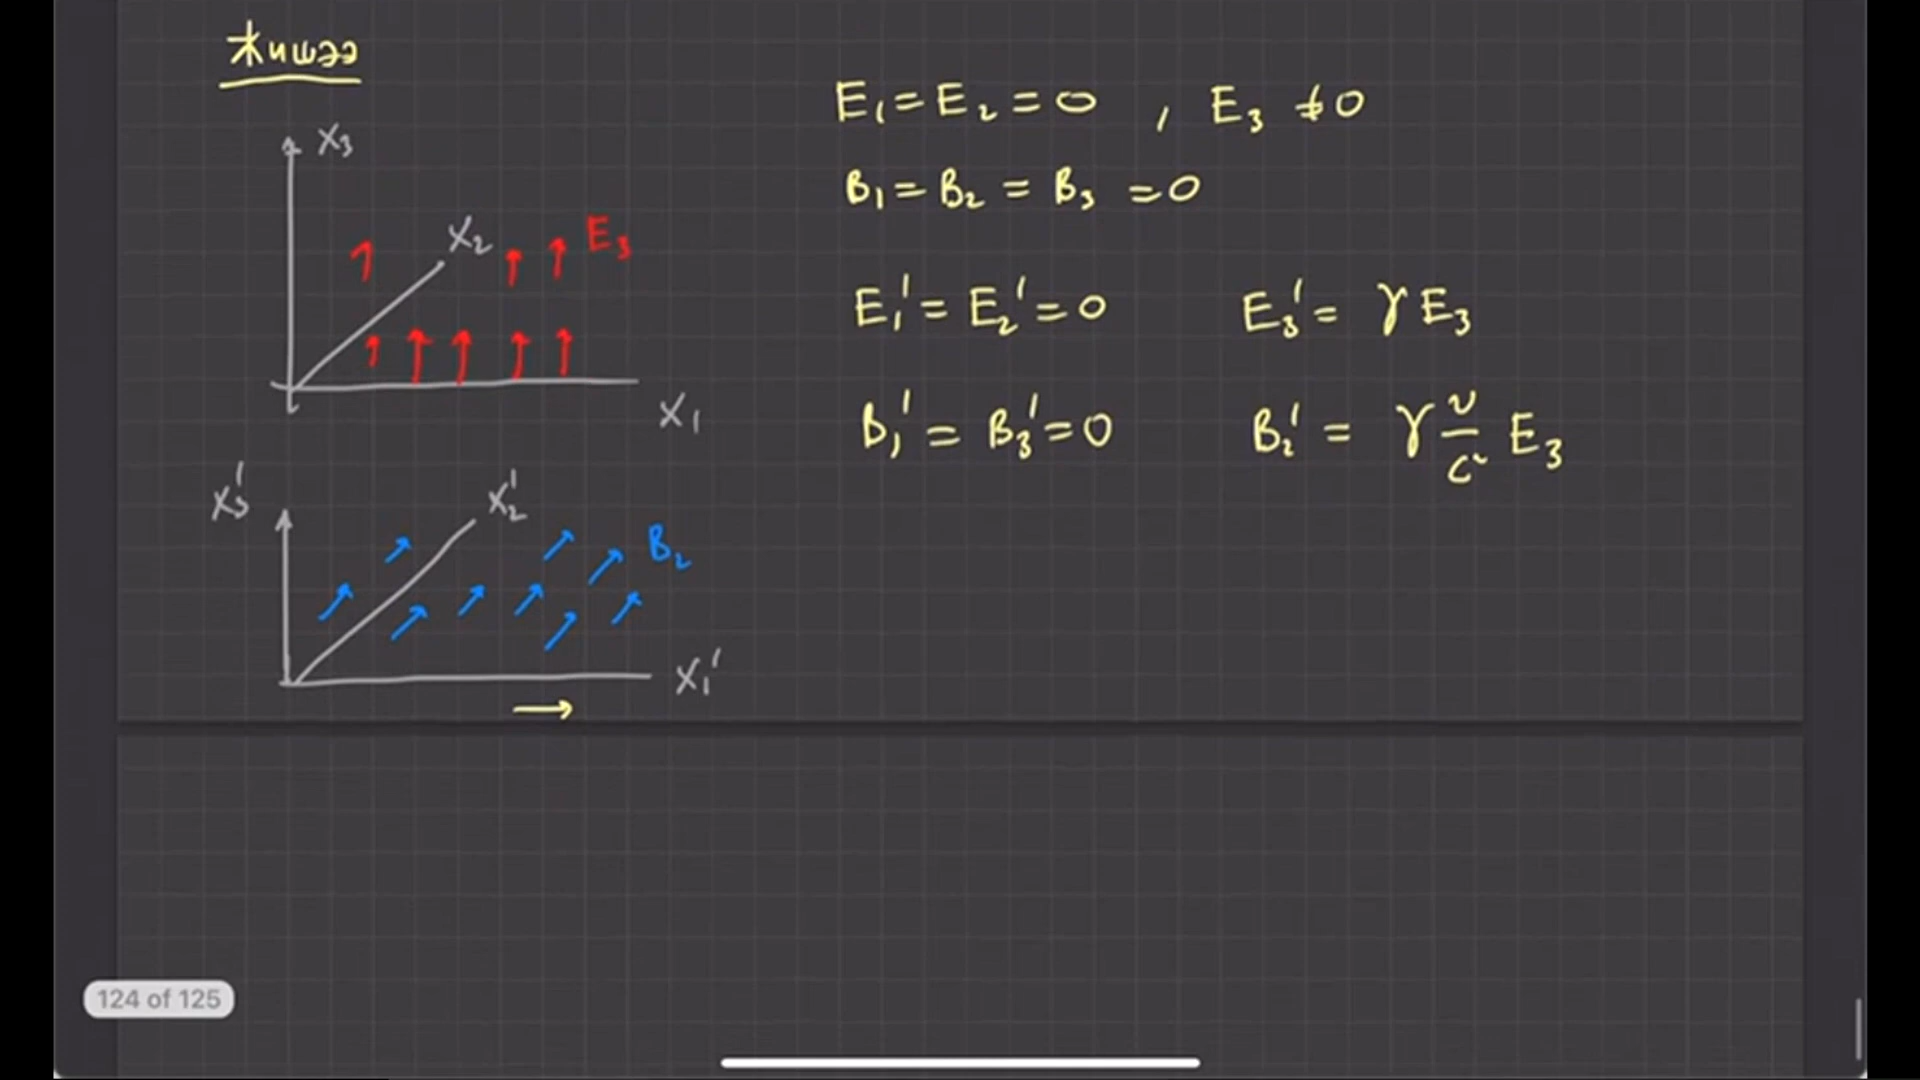 Жишээ
E₁ = E₂ = 0 , E₃ ≠ 0
B₁ = B₂ = B₃ = 0
E₁' = E₂' = 0 E₃' = γ E₃
B₁' = B₃' = 0 B₂' = γ v/c² E₃
X₃
X₂
E₃
X₁
X₃'
X₂'
B₂
X₁'
124 of 125